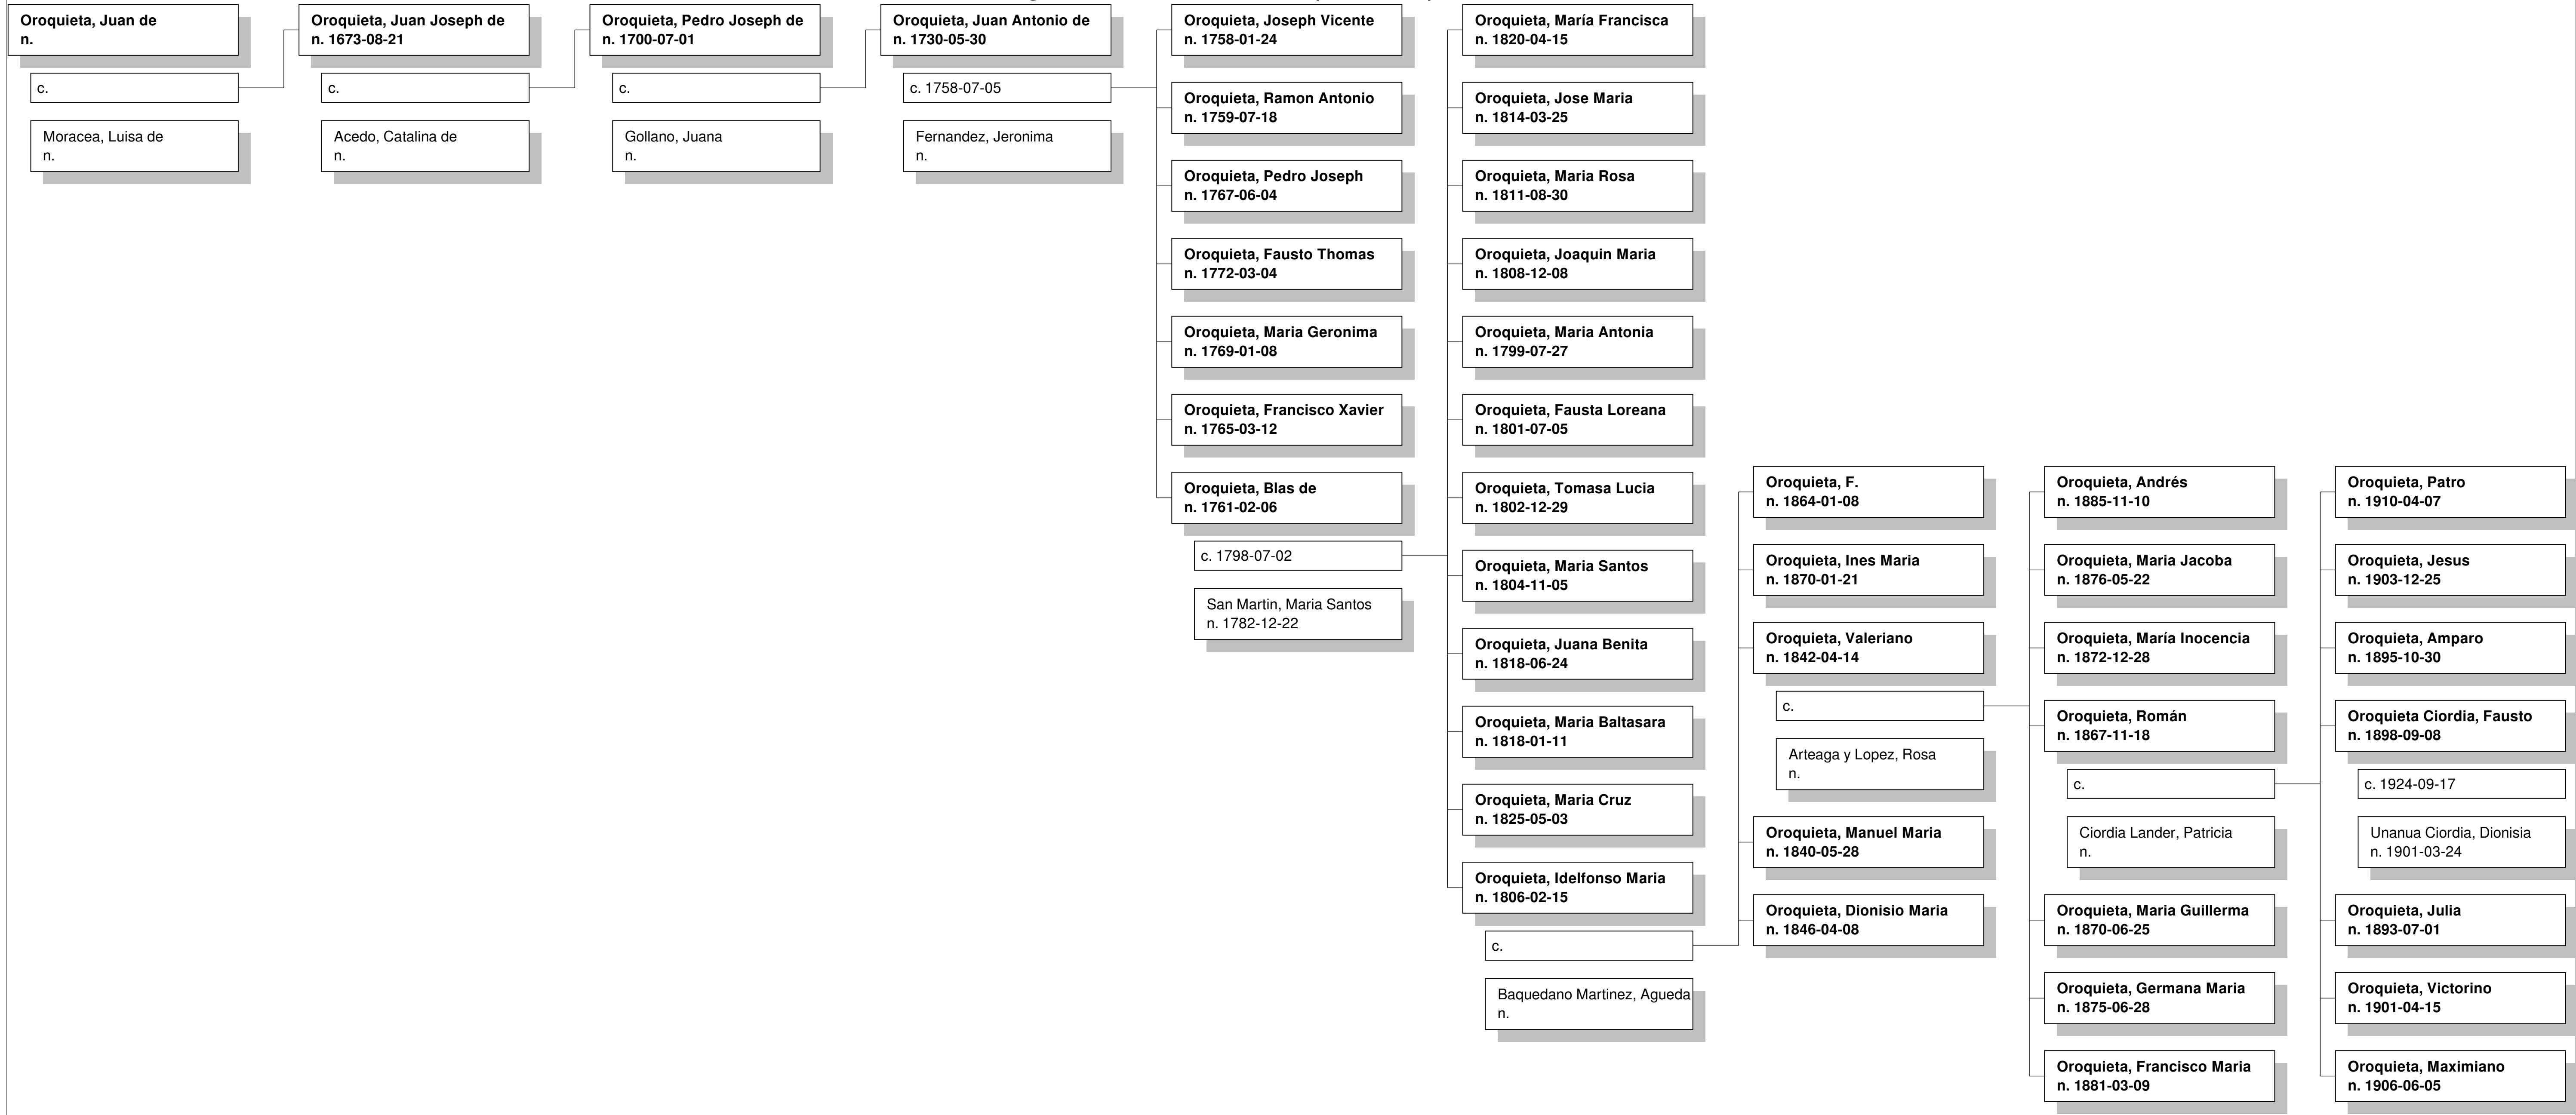 Oroquieta, Juan de
n.
c.
Moracea, Luisa de
n.
Oroquieta, Juan Joseph de
n. 1673-08-21
c.
Acedo, Catalina de
n.
Oroquieta, Pedro Joseph de
n. 1700-07-01
c.
Gollano, Juana
n.
Oroquieta, Juan Antonio de
n. 1730-05-30
c. 1758-07-05
Fernandez, Jeronima
n.
Oroquieta, Joseph Vicente
n. 1758-01-24
Oroquieta, Ramon Antonio
n. 1759-07-18
Oroquieta, Pedro Joseph
n. 1767-06-04
Oroquieta, Fausto Thomas
n. 1772-03-04
Oroquieta, Maria Geronima
n. 1769-01-08
Oroquieta, Francisco Xavier
n. 1765-03-12
Oroquieta, Blas de
n. 1761-02-06
c. 1798-07-02
San Martin, Maria Santos
n. 1782-12-22
Oroquieta, María Francisca
n. 1820-04-15
Oroquieta, Jose Maria
n. 1814-03-25
Oroquieta, Maria Rosa
n. 1811-08-30
Oroquieta, Joaquin Maria
n. 1808-12-08
Oroquieta, Maria Antonia
n. 1799-07-27
Oroquieta, Fausta Loreana
n. 1801-07-05
Oroquieta, Tomasa Lucia
n. 1802-12-29
Oroquieta, Maria Santos
n. 1804-11-05
Oroquieta, Juana Benita
n. 1818-06-24
Oroquieta, Maria Baltasara
n. 1818-01-11
Oroquieta, Maria Cruz
n. 1825-05-03
Oroquieta, Idelfonso Maria
n. 1806-02-15
c.
Baquedano Martinez, Agueda
n.
Oroquieta, F.
n. 1864-01-08
Oroquieta, Ines Maria
n. 1870-01-21
Oroquieta, Valeriano
n. 1842-04-14
c.
Arteaga y Lopez, Rosa
n.
Oroquieta, Manuel Maria
n. 1840-05-28
Oroquieta, Dionisio Maria
n. 1846-04-08
Oroquieta, Andrés
n. 1885-11-10
Oroquieta, Maria Jacoba
n. 1876-05-22
Oroquieta, María Inocencia
n. 1872-12-28
Oroquieta, Román
n. 1867-11-18
c.
Ciordia Lander, Patricia
n.
Oroquieta, Maria Guillerma
n. 1870-06-25
Oroquieta, Germana Maria
n. 1875-06-28
Oroquieta, Francisco Maria
n. 1881-03-09
Oroquieta, Patro
n. 1910-04-07
Oroquieta, Jesus
n. 1903-12-25
Oroquieta, Amparo
n. 1895-10-30
Oroquieta Ciordia, Fausto
n. 1898-09-08
c. 1924-09-17
Unanua Ciordia, Dionisia
n. 1901-03-24
Oroquieta, Julia
n. 1893-07-01
Oroquieta, Victorino
n. 1901-04-15
Oroquieta, Maximiano
n. 1906-06-05